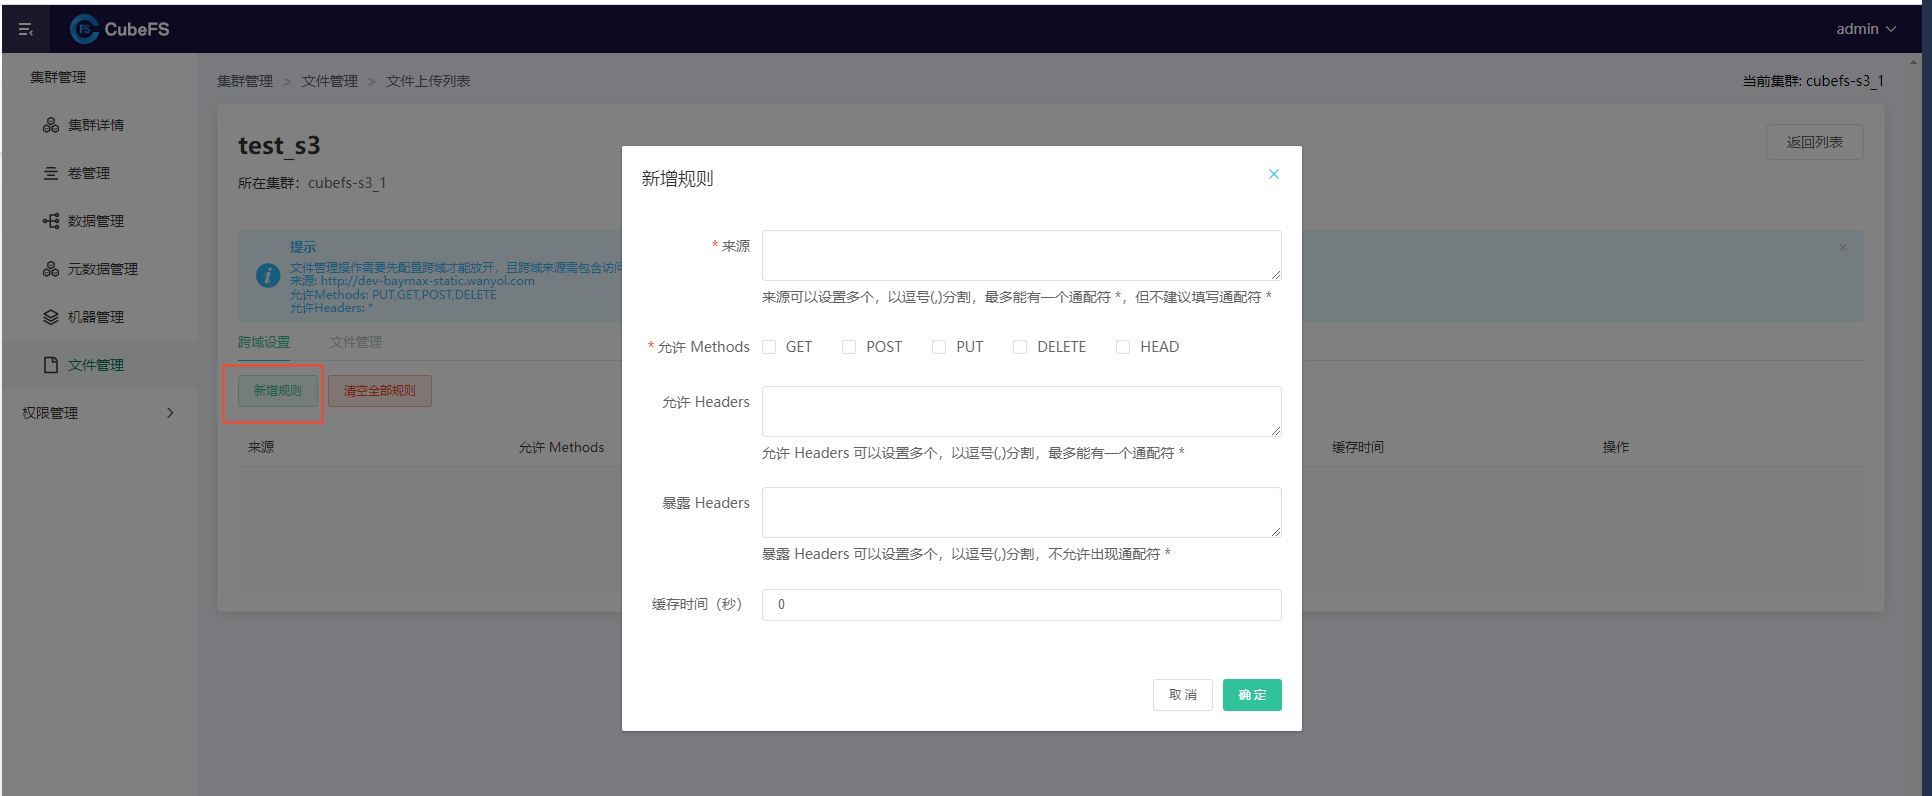 CubeFS
admin
集群管理
集群详情
卷管理
数据管理
元数据管理
机器管理
文件管理
权限管理
集群管理 > 文件管理 > 文件上传列表
当前集群: cubefs-s3_1
test_s3
返回列表
所在集群: cubefs-s3_1
提示
文件管理操作需要先配置跨域才能放开，且跨域来源需包含访问
来源: http://dev-baymax-static.wanyol.com
允许Methods: PUT,GET,POST,DELETE
允许Headers: *
跨域设置 文件管理
新增规则 清空全部规则
来源 允许 Methods 缓存时间 操作
新增规则
* 来源
来源可以设置多个，以逗号(,)分割，最多能有一个通配符 *，但不建议填写通配符 *
* 允许 Methods GET POST PUT DELETE HEAD
允许 Headers
允许 Headers 可以设置多个，以逗号(,)分割，最多能有一个通配符 *
暴露 Headers
暴露 Headers 可以设置多个，以逗号(,)分割，不允许出现通配符 *
缓存时间（秒） 0
取消 确定